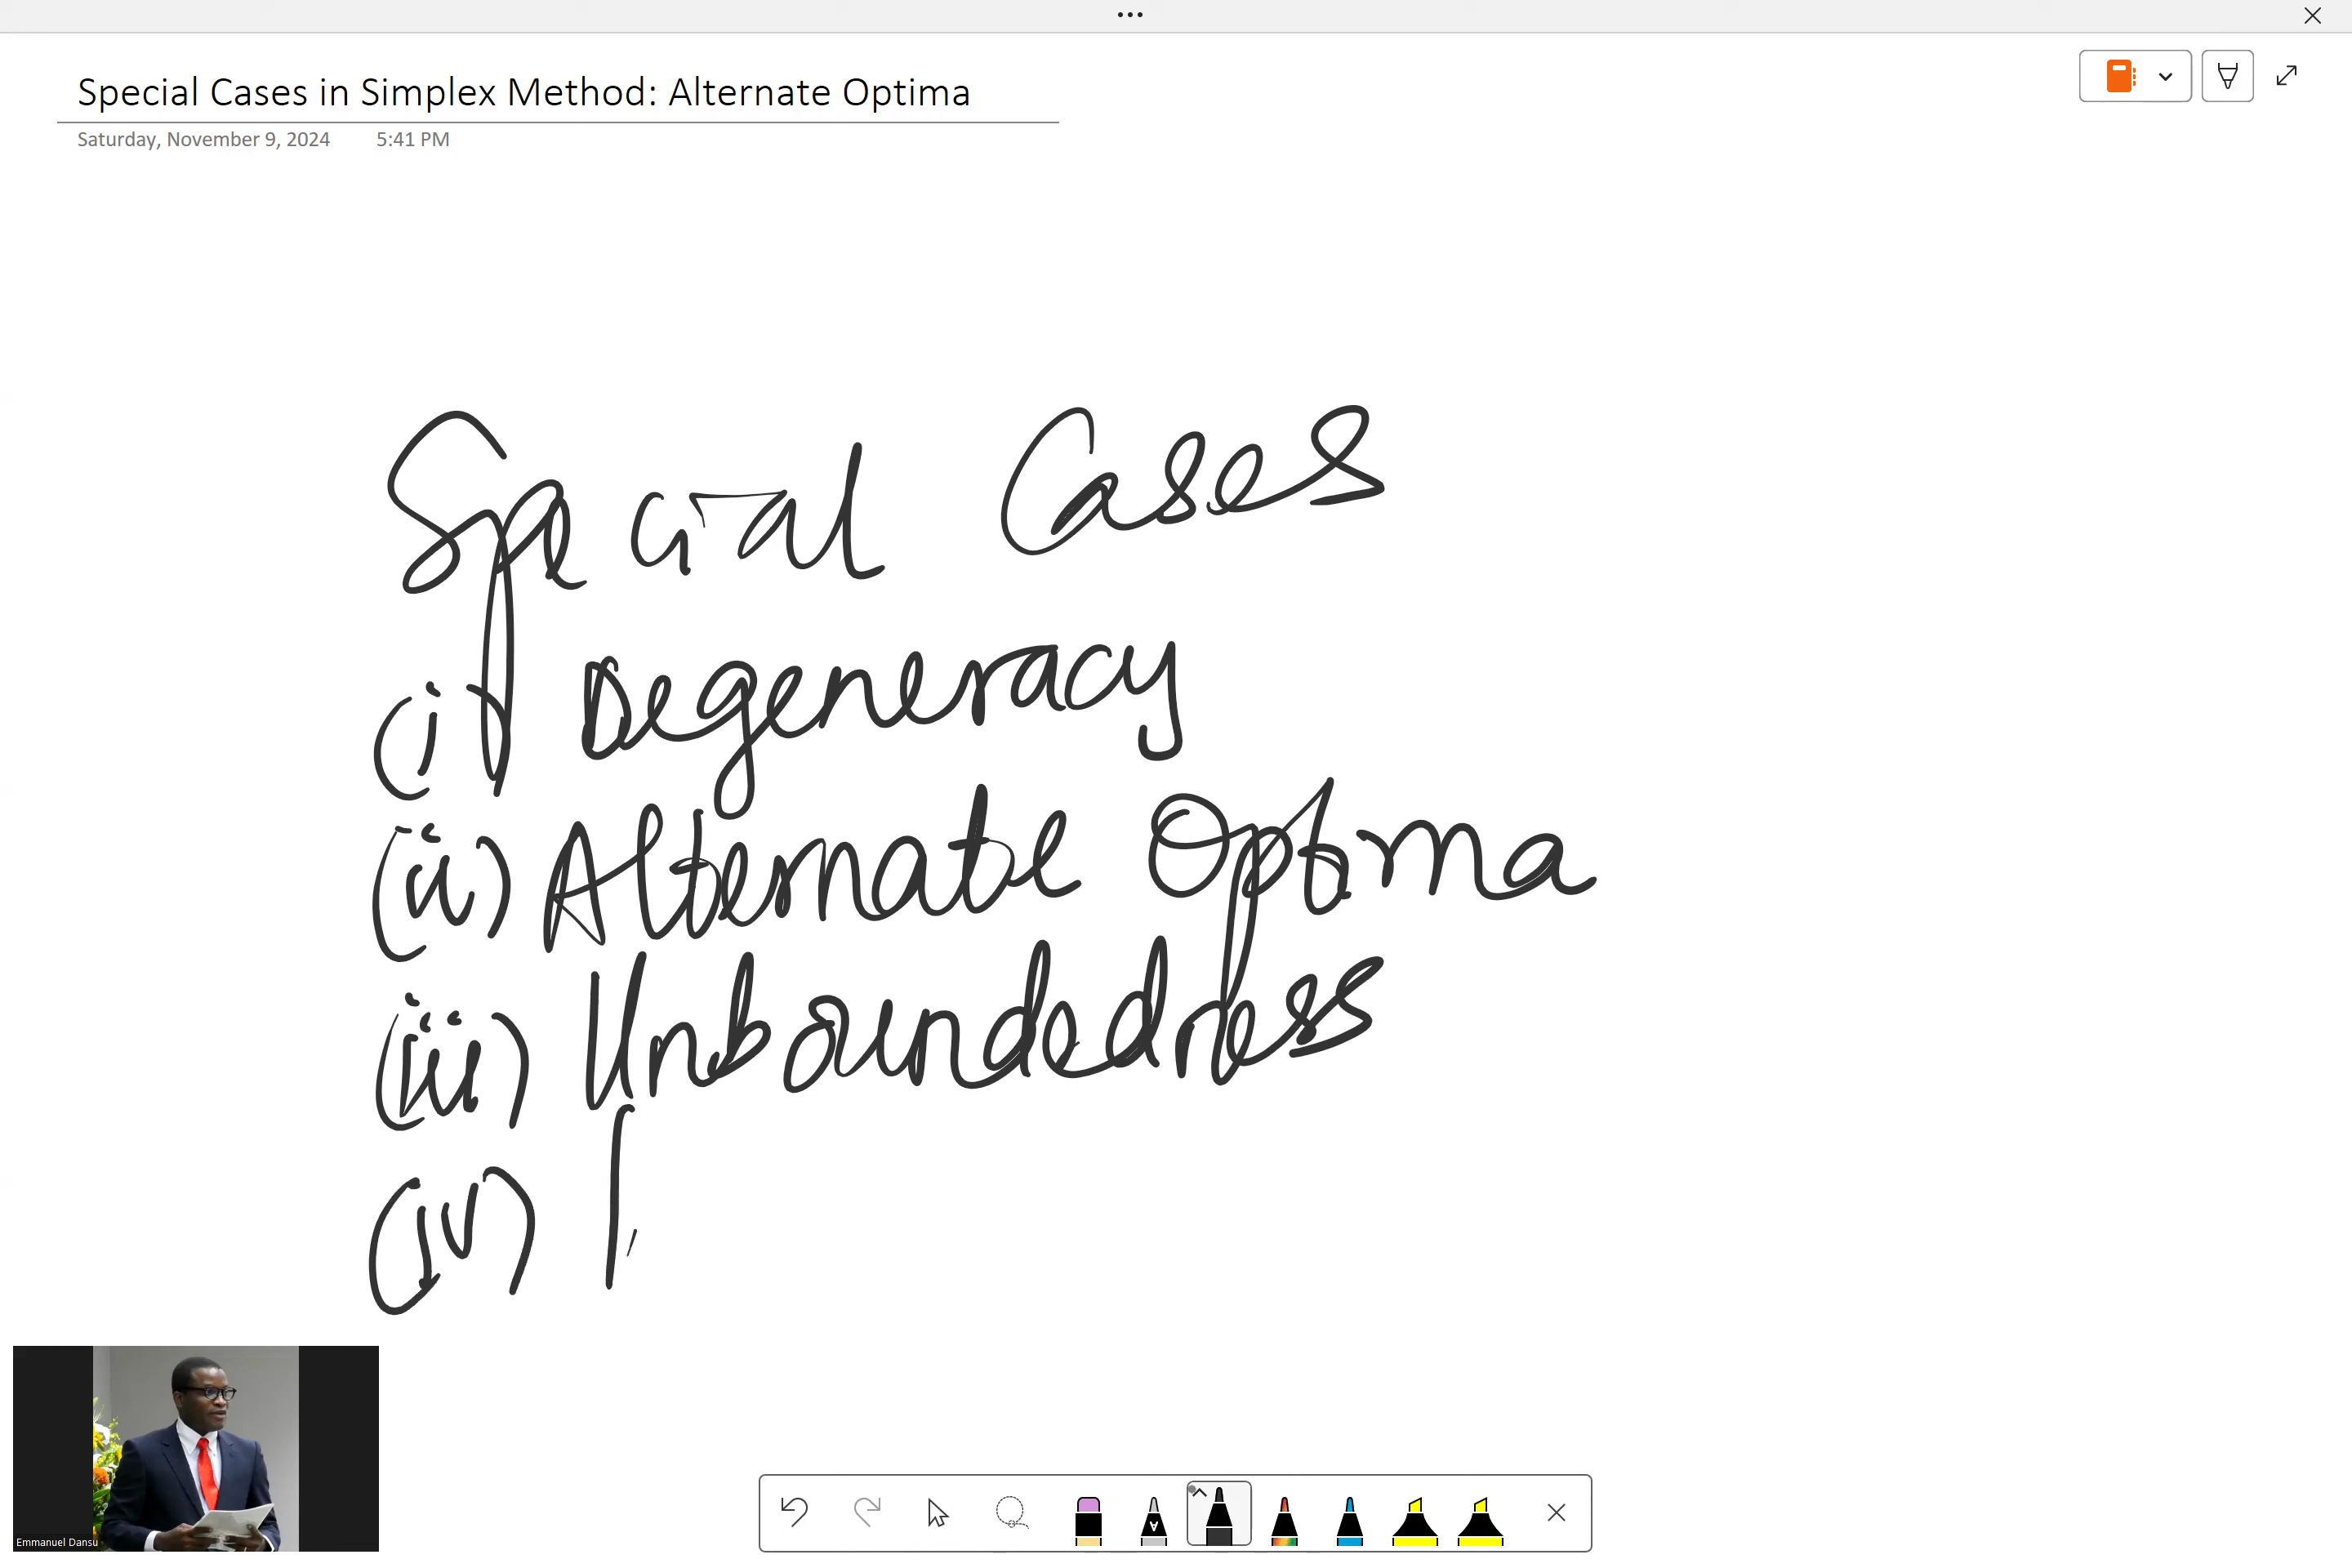 Special Cases in Simplex Method: Alternate Optima
Saturday, November 9, 2024 5:41 PM
Special Cases
(i) Degeneracy
(ii) Alternate Optima
(iii) Unboundedness
(iv) I
Emmanuel Dansu